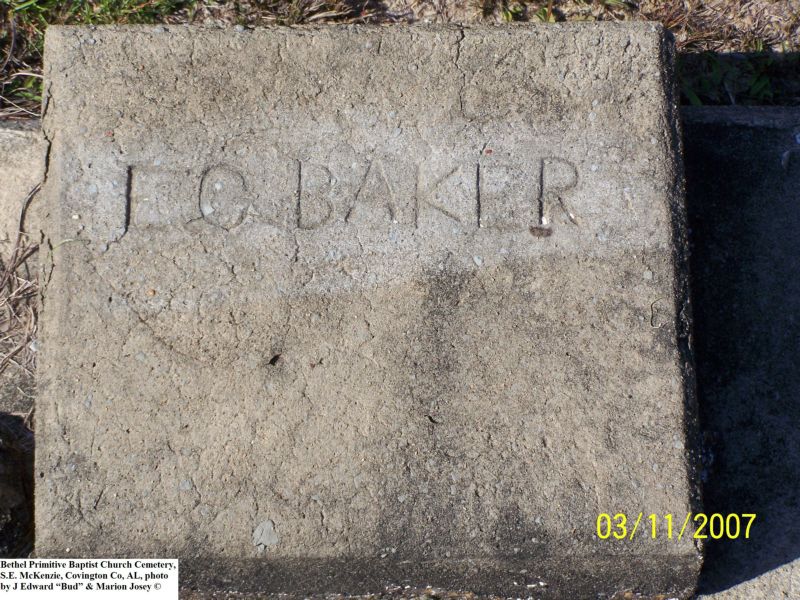 E G BAKER
03/11/2007
Bethel Primitive Baptist Church Cemetery,
S.E. McKenzie, Covington Co, AL, photo
by J Edward “Bud” & Marion Josey ©